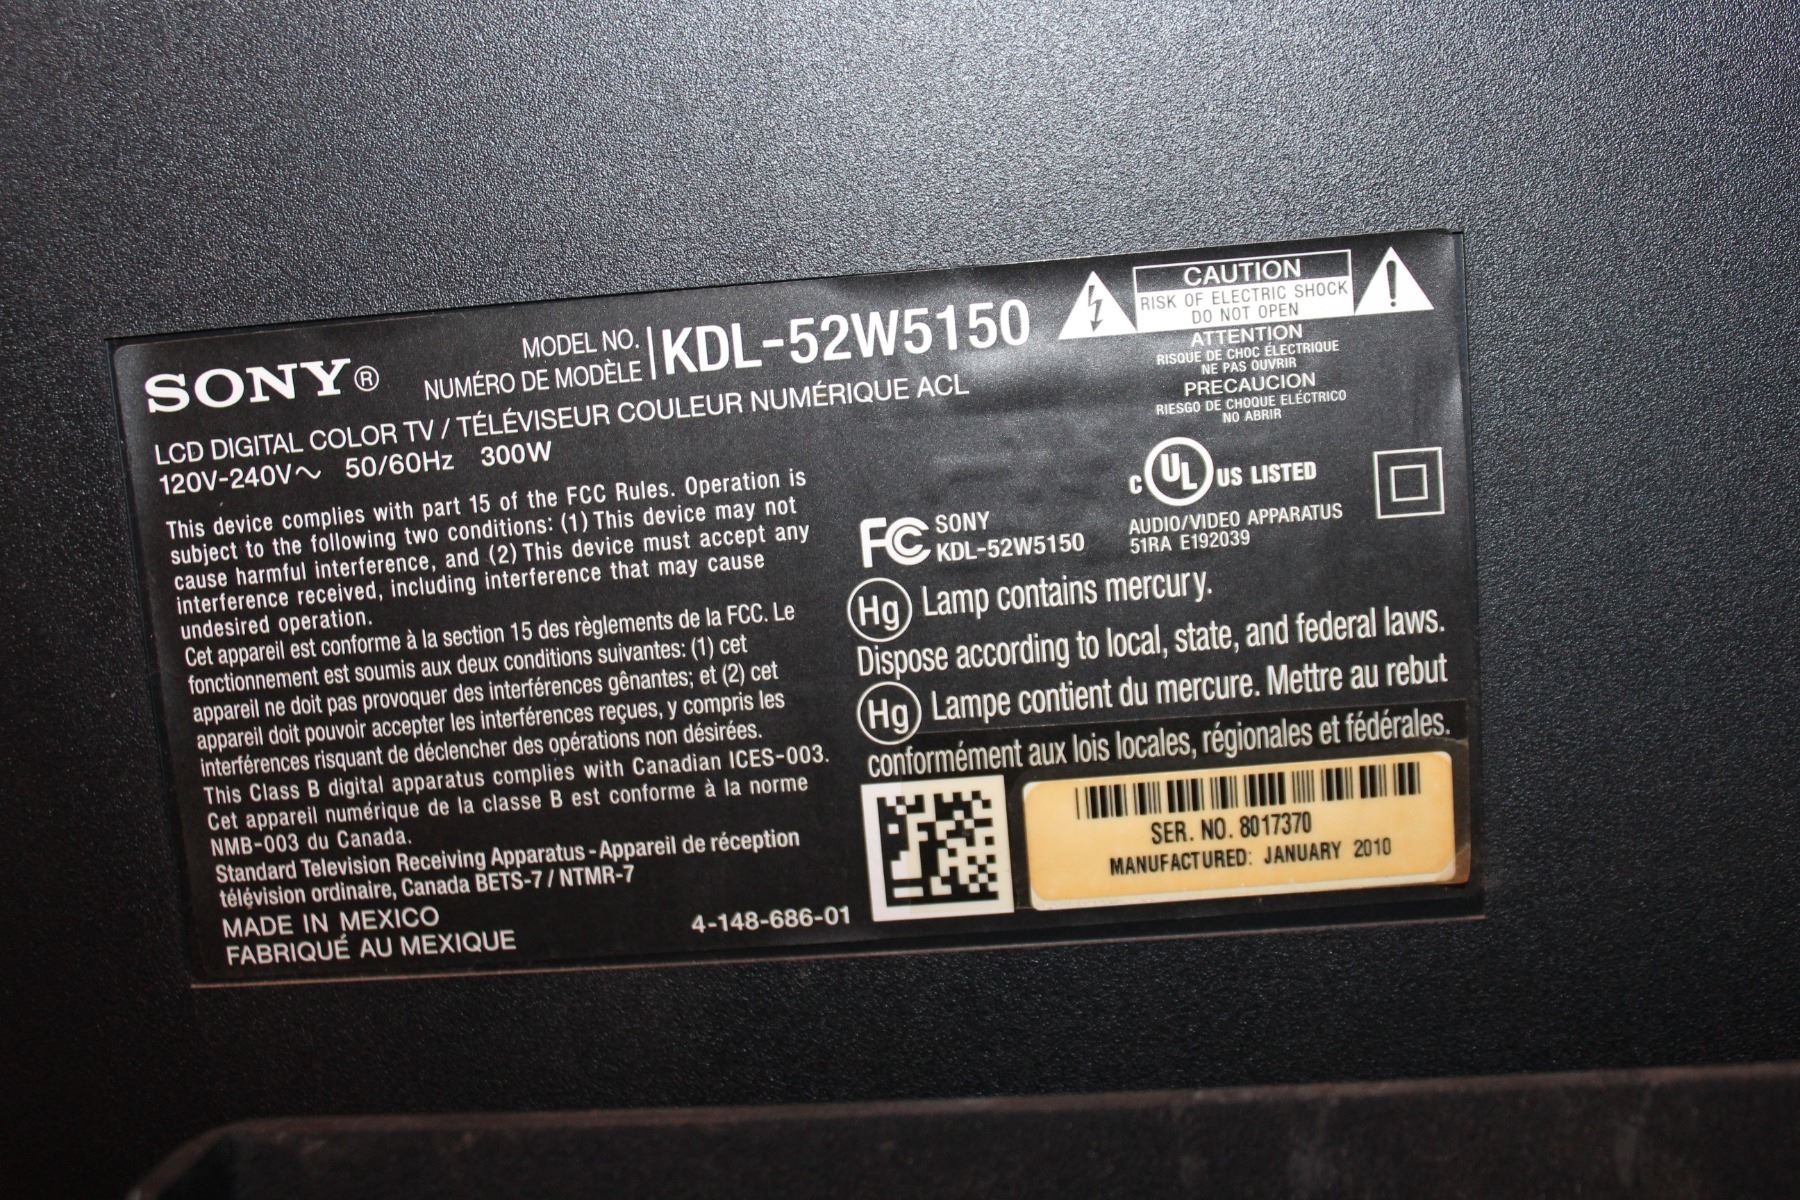 SONY®
MODEL NO.
NUMÉRO DE MODÈLE
KDL-52W5150
LCD DIGITAL COLOR TV / TÉLÉVISEUR COULEUR NUMÉRIQUE ACL
120V-240V~ 50/60Hz 300W
This device complies with part 15 of the FCC Rules. Operation is
subject to the following two conditions: (1) This device may not
cause harmful interference, and (2) This device must accept any
interference received, including interference that may cause
undesired operation.
Cet appareil est conforme à la section 15 des règlements de la FCC. Le
fonctionnement est soumis aux deux conditions suivantes: (1) cet
appareil ne doit pas provoquer des interférences gênantes; et (2) cet
appareil doit pouvoir accepter les interférences reçues, y compris les
interférences risquant de déclencher des opérations non désirées.
This Class B digital apparatus complies with Canadian ICES-003.
Cet appareil numérique de la classe B est conforme à la norme
NMB-003 du Canada.
Standard Television Receiving Apparatus - Appareil de réception
télévision ordinaire, Canada BETS-7 / NTMR-7
MADE IN MEXICO
FABRIQUÉ AU MEXIQUE
4-148-686-01
CAUTION
RISK OF ELECTRIC SHOCK
DO NOT OPEN
ATTENTION
RISQUE DE CHOC ÉLECTRIQUE
NE PAS OUVRIR
PRECAUCION
RIESGO DE CHOQUE ELÉCTRICO
NO ABRIR
C UL US LISTED
AUDIO/VIDEO APPARATUS
51RA E192039
FC SONY
KDL-52W5150
Hg Lamp contains mercury.
Dispose according to local, state, and federal laws.
Hg Lampe contient du mercure. Mettre au rebut
conformément aux lois locales, régionales et fédérales.
SER. NO. 8017370
MANUFACTURED: JANUARY 2010